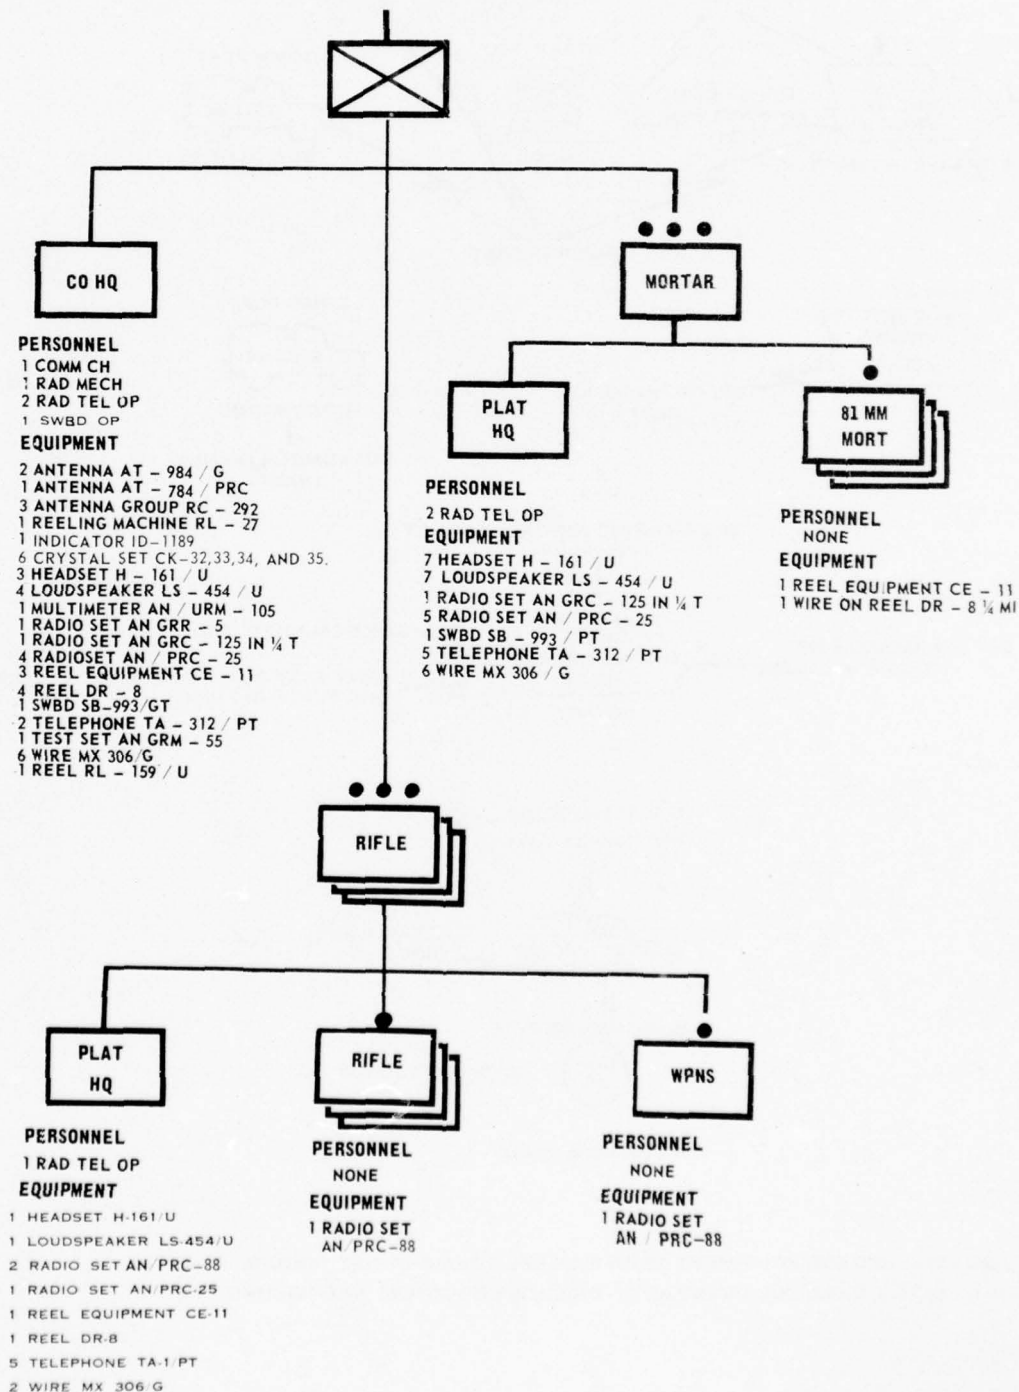 CO HQ
PERSONNEL
1 COMM CH
1 RAD MECH
2 RAD TEL OP
1 SWBD OP
EQUIPMENT
2 ANTENNA AT – 984 / G
1 ANTENNA AT – 784 / PRC
3 ANTENNA GROUP RC – 292
1 REELING MACHINE RL – 27
1 INDICATOR ID–1189
6 CRYSTAL SET CK–32,33,34, AND 35.
3 HEADSET H – 161 / U
4 LOUDSPEAKER LS – 454 / U
1 MULTIMETER AN / URM – 105
1 RADIO SET AN GRR – 5
1 RADIO SET AN GRC – 125 IN ¼ T
4 RADIOSET AN / PRC – 25
3 REEL EQUIPMENT CE – 11
4 REEL DR – 8
1 SWBD SB–993/GT
2 TELEPHONE TA – 312 / PT
1 TEST SET AN GRM – 55
6 WIRE MX 306/G
1 REEL RL – 159 / U
MORTAR
PLAT
HQ
PERSONNEL
2 RAD TEL OP
EQUIPMENT
7 HEADSET H – 161 / U
7 LOUDSPEAKER LS – 454 / U
1 RADIO SET AN GRC – 125 IN ¼ T
5 RADIO SET AN / PRC – 25
1 SWBD SB – 993 / PT
5 TELEPHONE TA – 312 / PT
6 WIRE MX 306 / G
81 MM
MORT
PERSONNEL
NONE
EQUIPMENT
1 REEL EQUIPMENT CE – 11
1 WIRE ON REEL DR – 8 ¼ MI
RIFLE
PLAT
HQ
PERSONNEL
1 RAD TEL OP
EQUIPMENT
1 HEADSET H-161/U
1 LOUDSPEAKER LS-454/U
2 RADIO SET AN/PRC-88
1 RADIO SET AN/PRC-25
1 REEL EQUIPMENT CE-11
1 REEL DR-8
5 TELEPHONE TA-1/PT
2 WIRE MX 306/G
RIFLE
PERSONNEL
NONE
EQUIPMENT
1 RADIO SET
AN/PRC–88
WPNS
PERSONNEL
NONE
EQUIPMENT
1 RADIO SET
AN / PRC–88